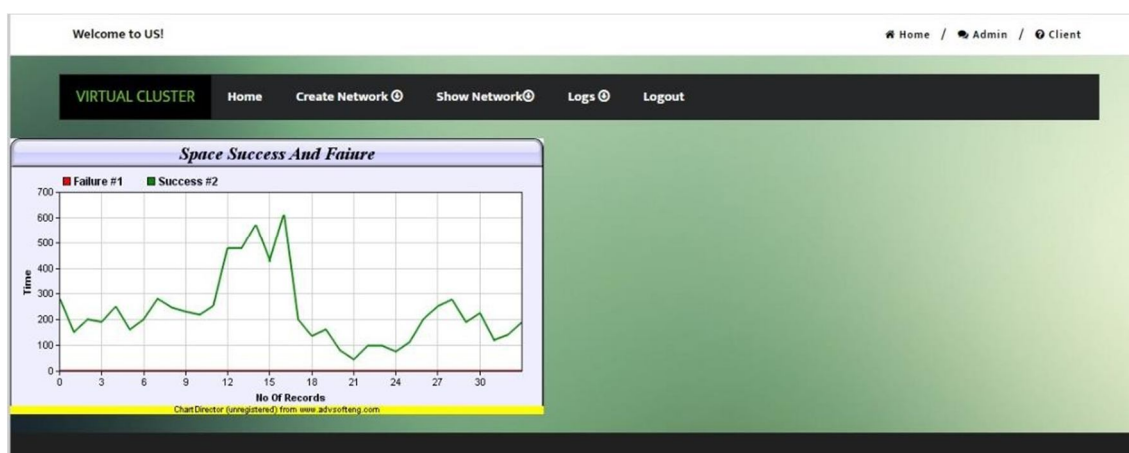 Welcome to US!
Home / Admin / Client
VIRTUAL CLUSTER Home Create Network Show Network Logs Logout
Space Success And Faiure
Failure #1 Success #2
700
600
500
400
300
200
100
0
Time
0 3 6 9 12 15 18 21 24 27 30
No Of Records
ChartDirector (unregistered) from www.advsofteng.com